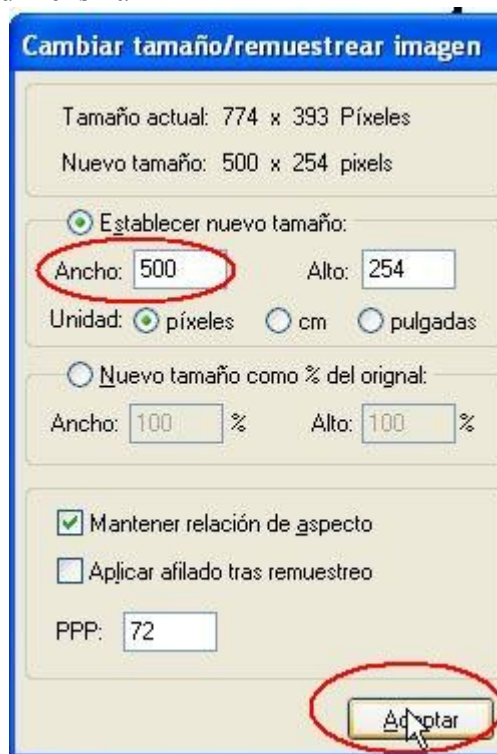 Cambiar tamaño/remuestrear imagen
Tamaño actual: 774 x 393 Píxeles
Nuevo tamaño: 500 x 254 pixels
Establecer nuevo tamaño:
Ancho: 500 Alto: 254
Unidad: píxeles cm pulgadas
Nuevo tamaño como % del orignal:
Ancho: 100 % Alto: 100 %
Mantener relación de aspecto
Aplicar afilado tras remuestreo
PPP: 72
Aceptar